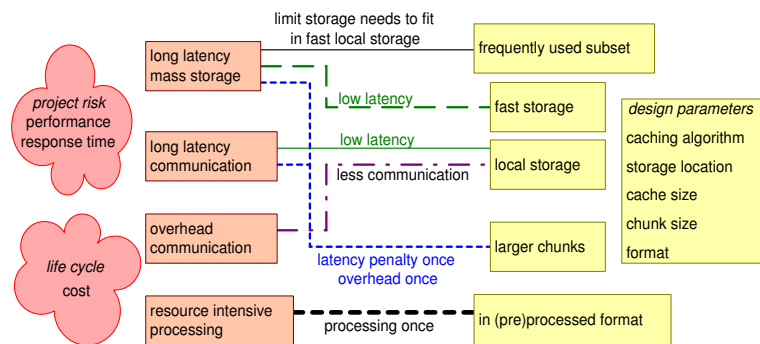 limit storage needs to fit
in fast local storage
project risk
performance
response time
long latency
mass storage
frequently used subset
low latency
fast storage
long latency
communication
low latency
less communication
local storage
design parameters
caching algorithm
storage location
cache size
chunk size
format
life cycle
cost
overhead
communication
latency penalty once
overhead once
larger chunks
resource intensive
processing
processing once
in (pre)processed format